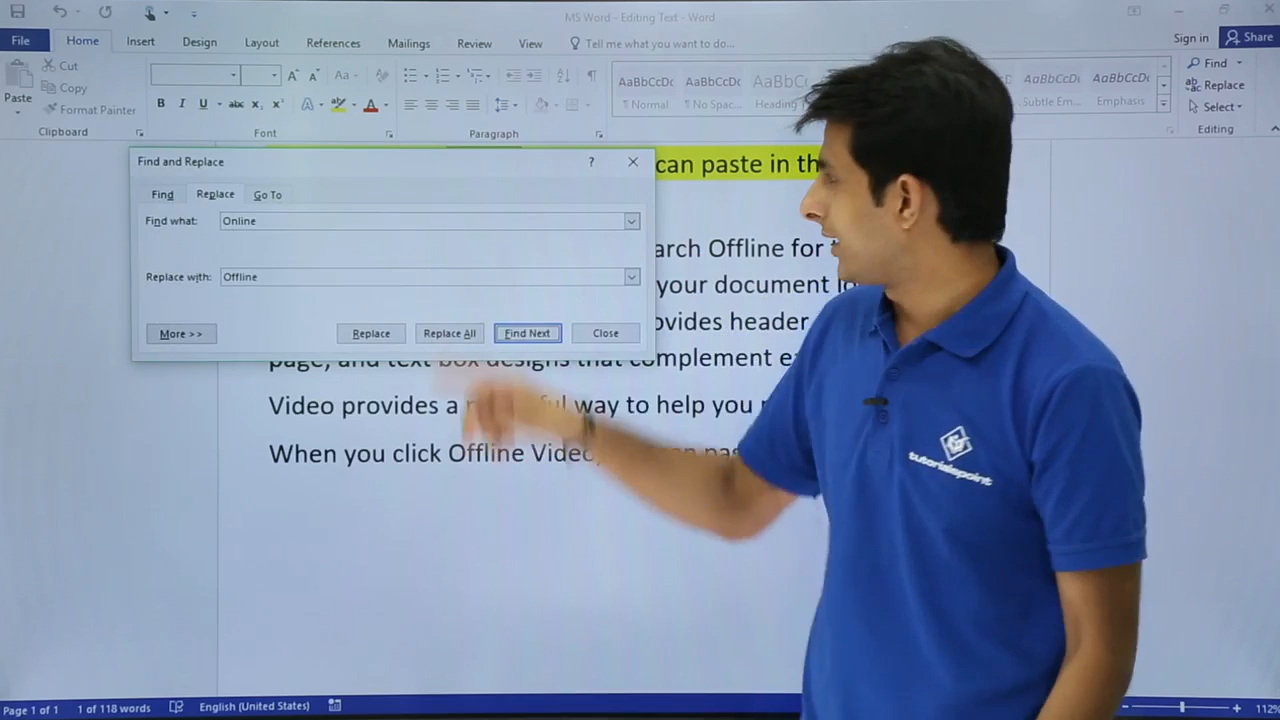 MS Word - Editing Text - Word
File Home Insert Design Layout References Mailings Review View Tell me what you want to do... Sign in Share
Paste
Cut
Copy
Format Painter
Clipboard
Font
Paragraph
AaBbCcDc AaBbCcDc AaBbCc AaBbCcDc AaBbCcDc
¶ Normal ¶ No Spac... Heading Subtle Em... Emphasis
Find
Replace
Select
Editing
Find and Replace
Find Replace Go To
Find what: Online
Replace with: Offline
More >> Replace Replace All Find Next Close
can paste in th
arch Offline for
your document lo
ovides header
page, and text box designs that complement ea
Video provides a way to help you
When you click Offline Video,
tutorialspoint
Page 1 of 1 1 of 118 words English (United States) 112%